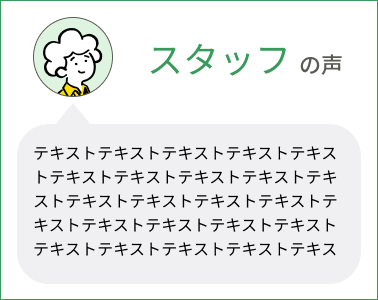 スタッフ の声
テキストテキストテキストテキストテキス
トテキストテキストテキストテキストテキ
ストテキストテキストテキストテキストテ
キストテキストテキストテキストテキスト
テキストテキストテキストテキストテキス